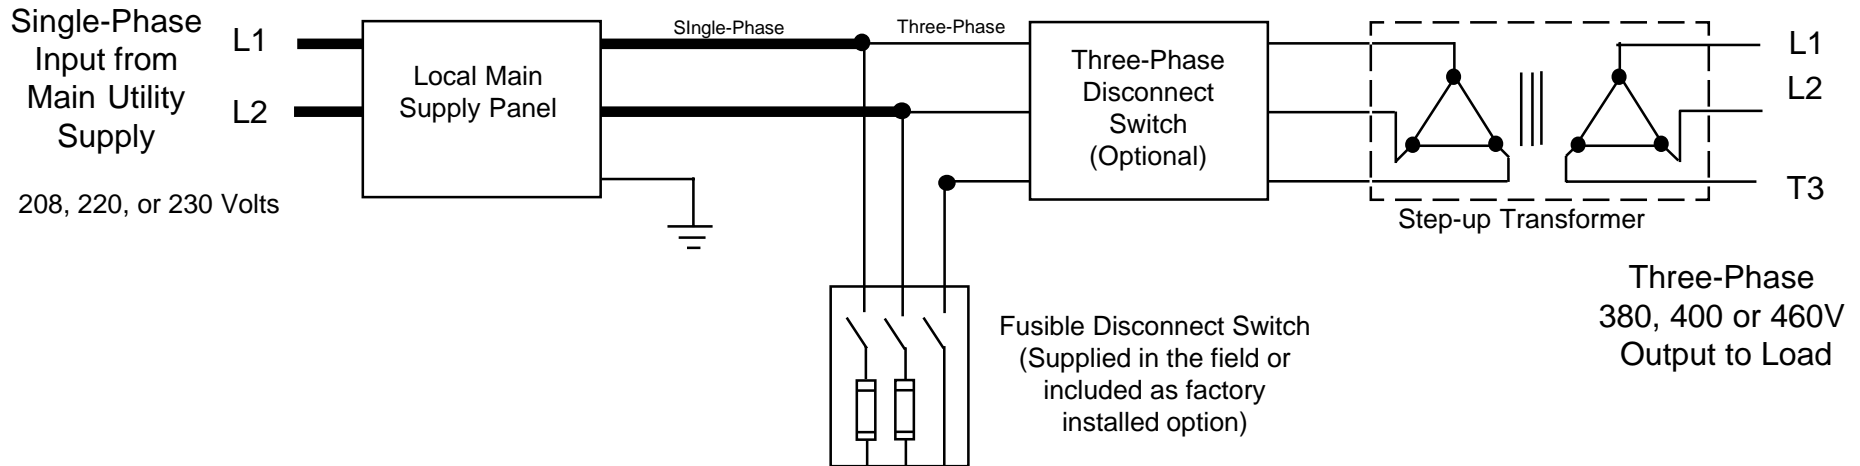 Single-Phase
Input from
Main Utility
Supply
208, 220, or 230 Volts
L1
L2
Local Main
Supply Panel
SIngle-Phase
Three-Phase
Three-Phase
Disconnect
Switch
(Optional)
Step-up Transformer
L1
L2
T3
Three-Phase
380, 400 or 460V
Output to Load
Fusible Disconnect Switch
(Supplied in the field or
included as factory
installed option)